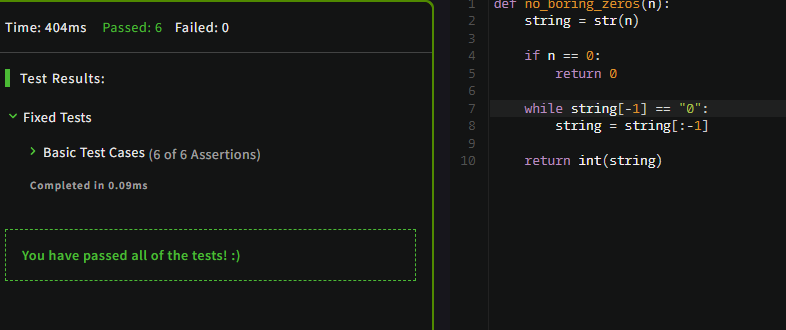 Time: 404ms Passed: 6 Failed: 0
Test Results:
Fixed Tests
Basic Test Cases (6 of 6 Assertions)
Completed in 0.09ms
You have passed all of the tests! :)
1 def no_boring_zeros(n):
2     string = str(n)
3
4     if n == 0:
5         return 0
6
7     while string[-1] == "0":
8         string = string[:-1]
9
10     return int(string)